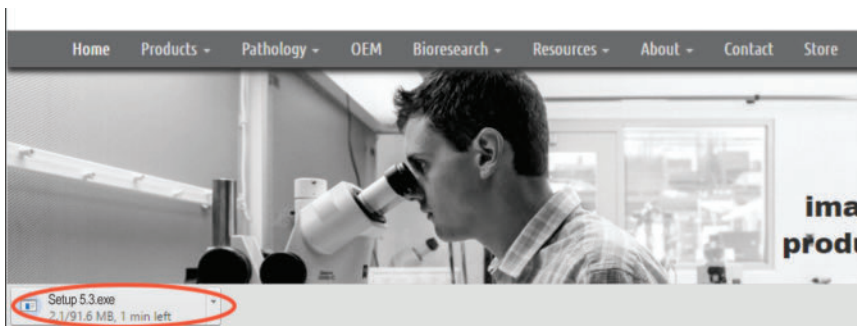 Home Products Pathology OEM Bioresearch Resources About Contact Store
ima
produ
Setup 5.3.exe
2.1/91.6 MB, 1 min left